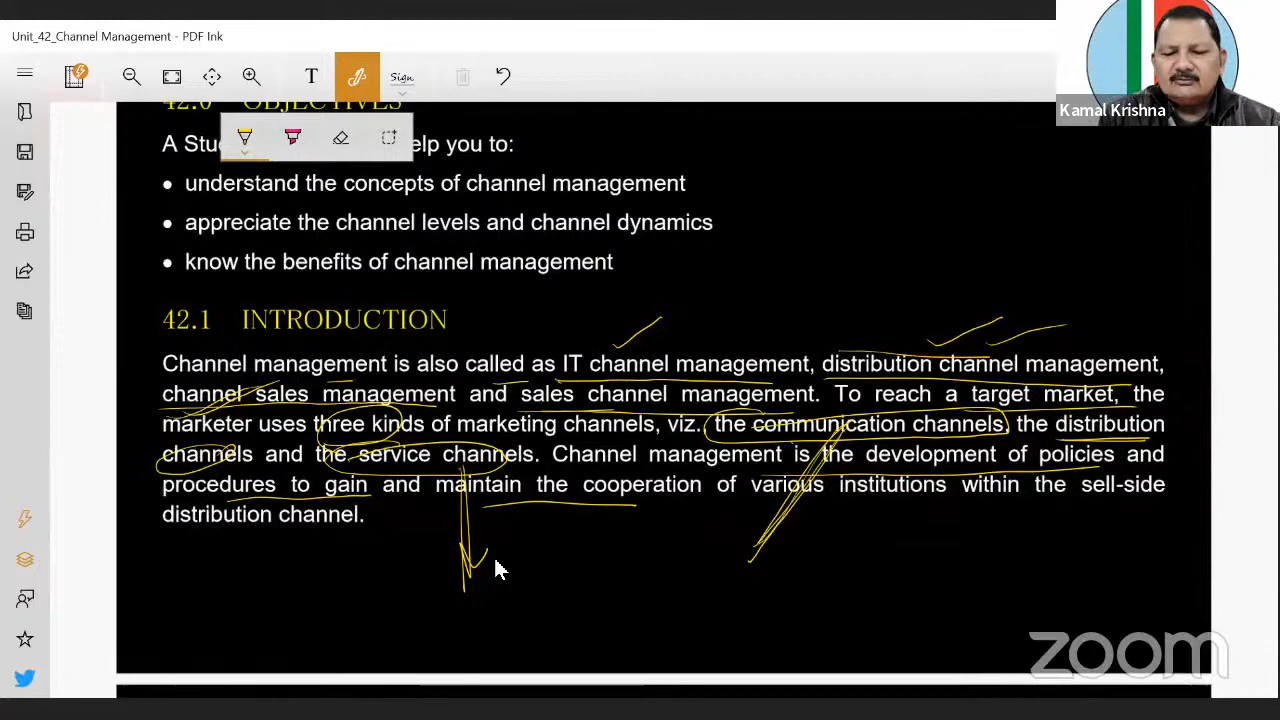 Unit_42_Channel Management - PDF Ink
T
Sign
Kamal Krishna
42.0 OBJECTIVES
A Stu elp you to:
• understand the concepts of channel management
• appreciate the channel levels and channel dynamics
• know the benefits of channel management
42.1 INTRODUCTION
Channel management is also called as IT channel management, distribution channel management,
channel sales management and sales channel management. To reach a target market, the
marketer uses three kinds of marketing channels, viz., the communication channels, the distribution
channels and the service channels. Channel management is the development of policies and
procedures to gain and maintain the cooperation of various institutions within the sell-side
distribution channel.
zoom